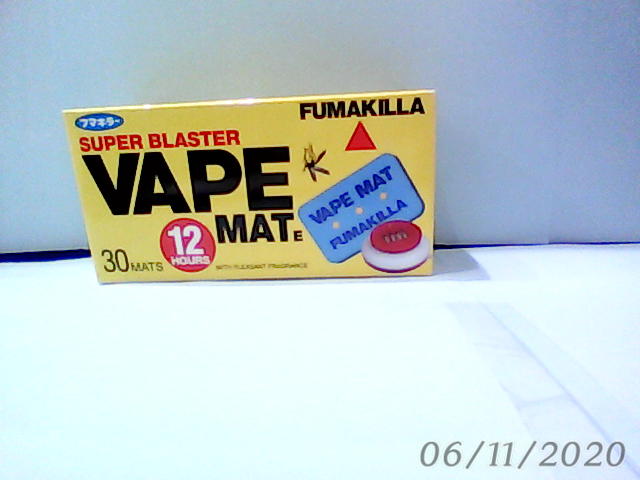 フマキラー
FUMAKILLA
SUPER BLASTER
VAPE
MATE
VAPE MAT
FUMAKILLA
12
HOURS
30 MATS
WITH PLEASANT FRAGRANCE
06/11/2020